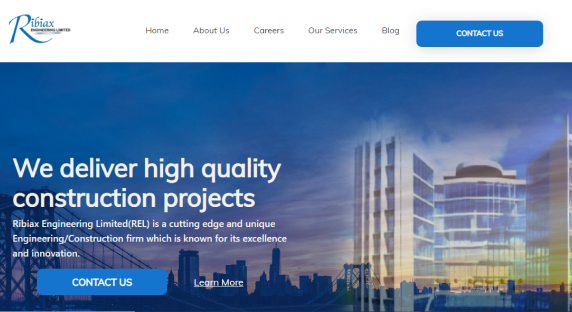 Ribiax
ENGINEERING LIMITED
Home
About Us
Careers
Our Services
Blog
CONTACT US
We deliver high quality
construction projects
Ribiax Engineering Limited(REL) is a cutting edge and unique
Engineering/Construction firm which is known for its excellence
and innovation.
CONTACT US
Learn More